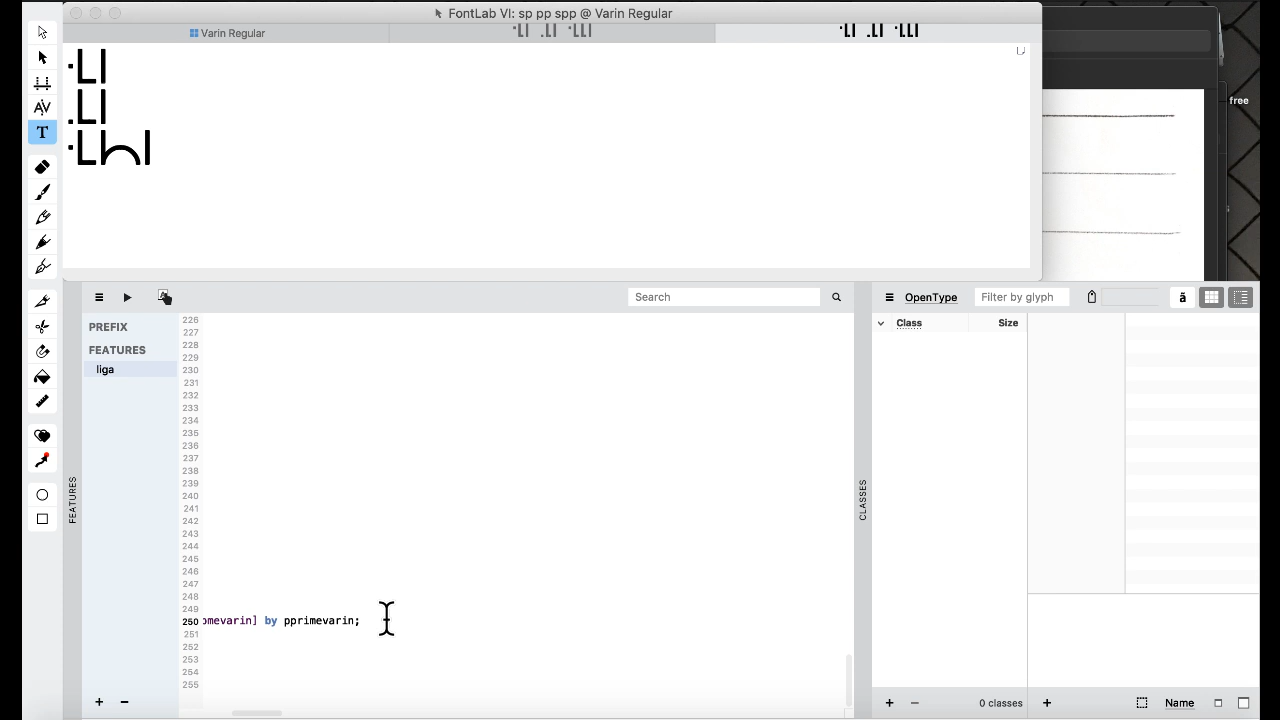 FontLab VI: sp pp spp @ Varin Regular
Varin Regular
free
Search
OpenType
Filter by glyph
ã
PREFIX
FEATURES
liga
Class
Size
226
227
228
229
230
231
232
233
234
235
236
237
238
239
240
241
242
243
244
245
246
247
248
249
250 omevarin] by pprimevarin;
251
252
253
254
255
FEATURES
CLASSES
+ −
+ −
0 classes
+
Name
T